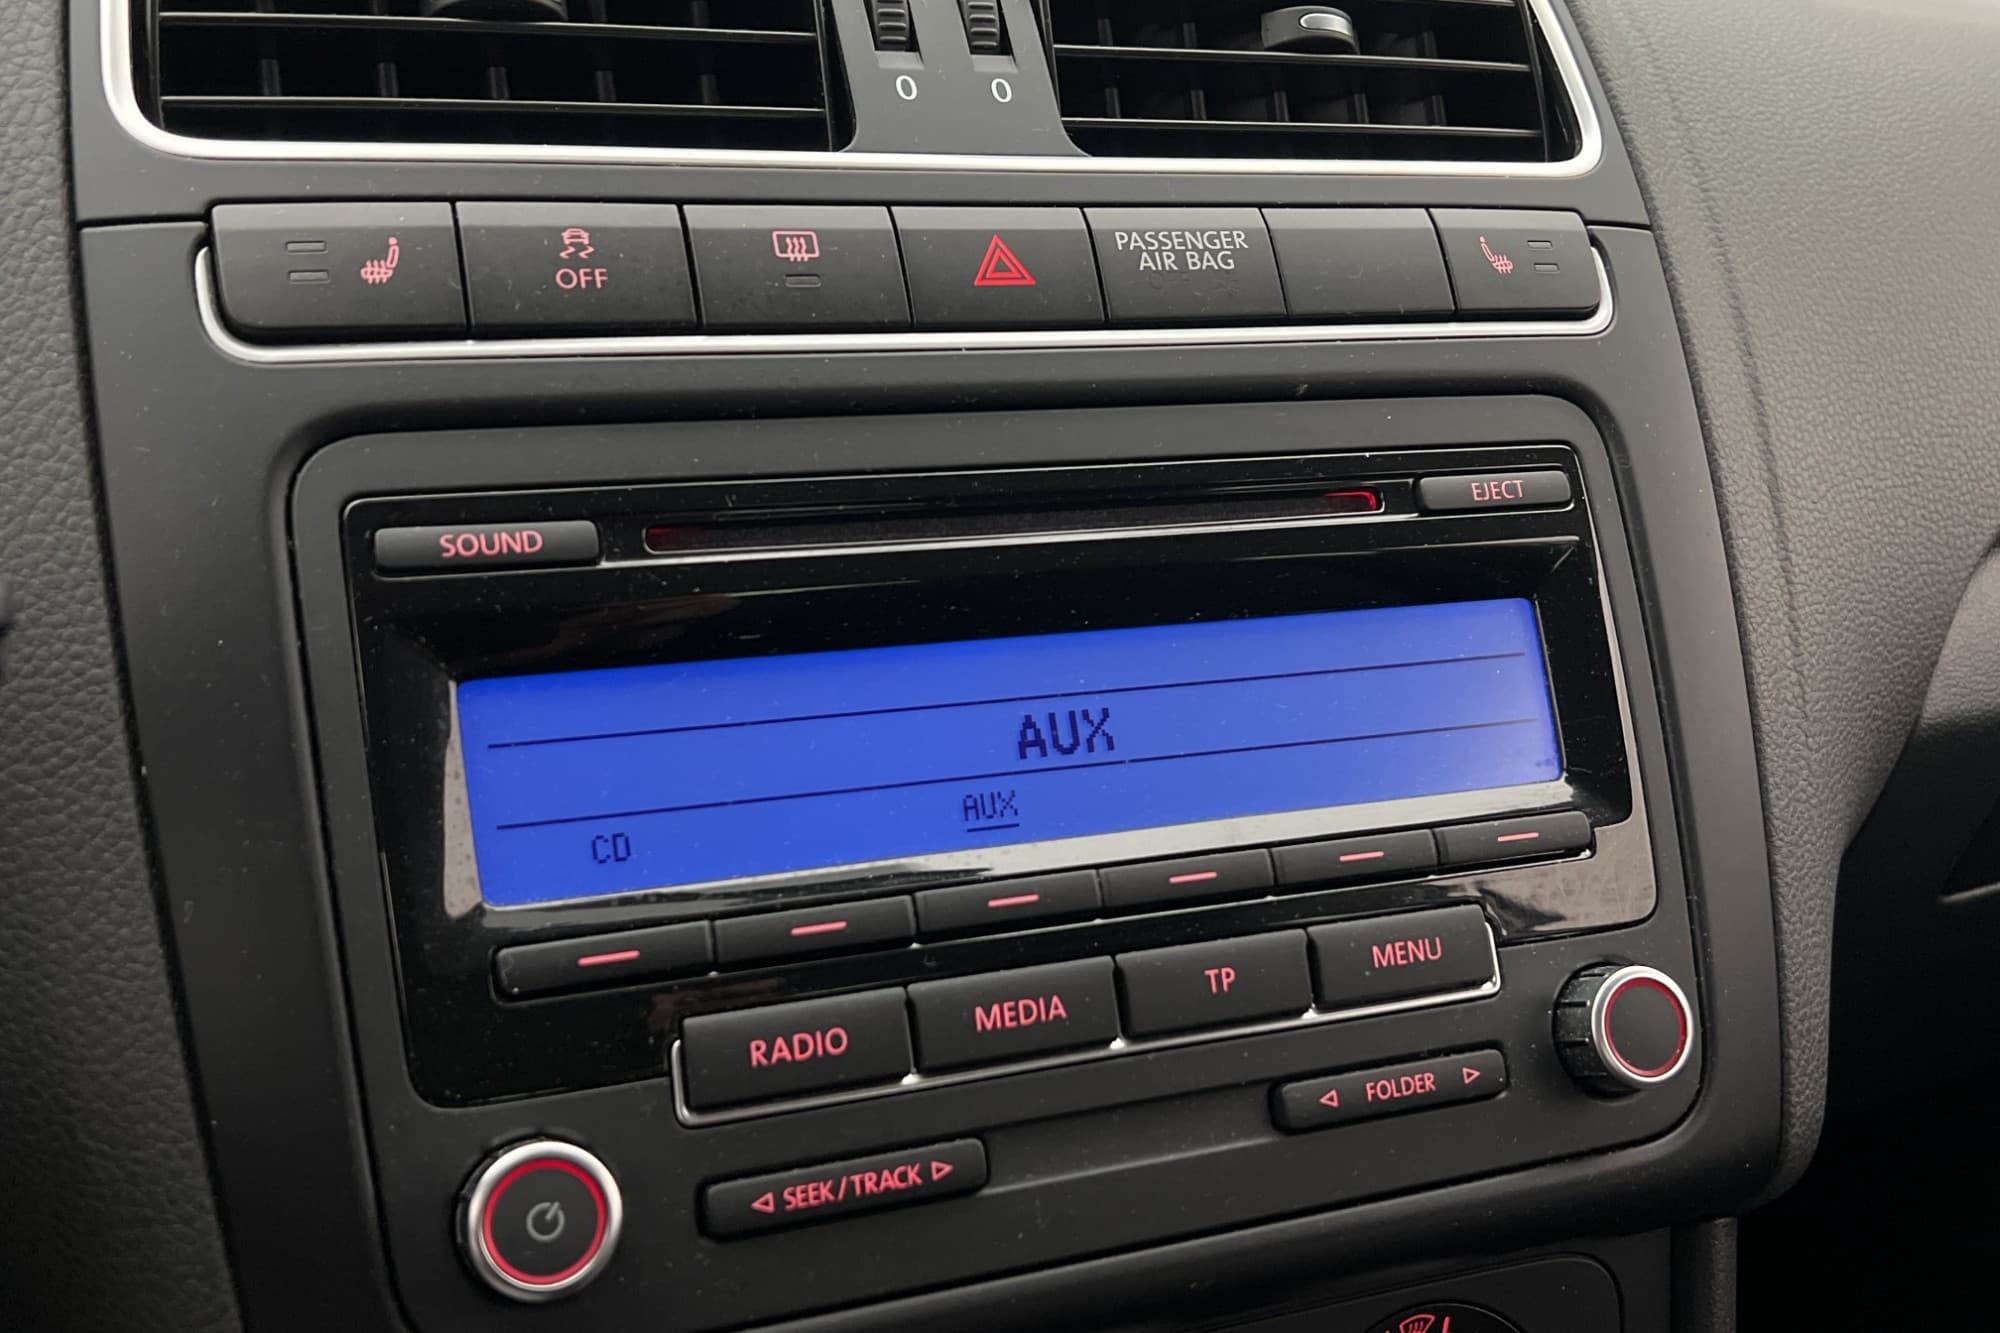 0 0
OFF
PASSENGER
AIR BAG
EJECT
SOUND
AUX
CD AUX
RADIO MEDIA TP MENU
FOLDER
SEEK/TRACK